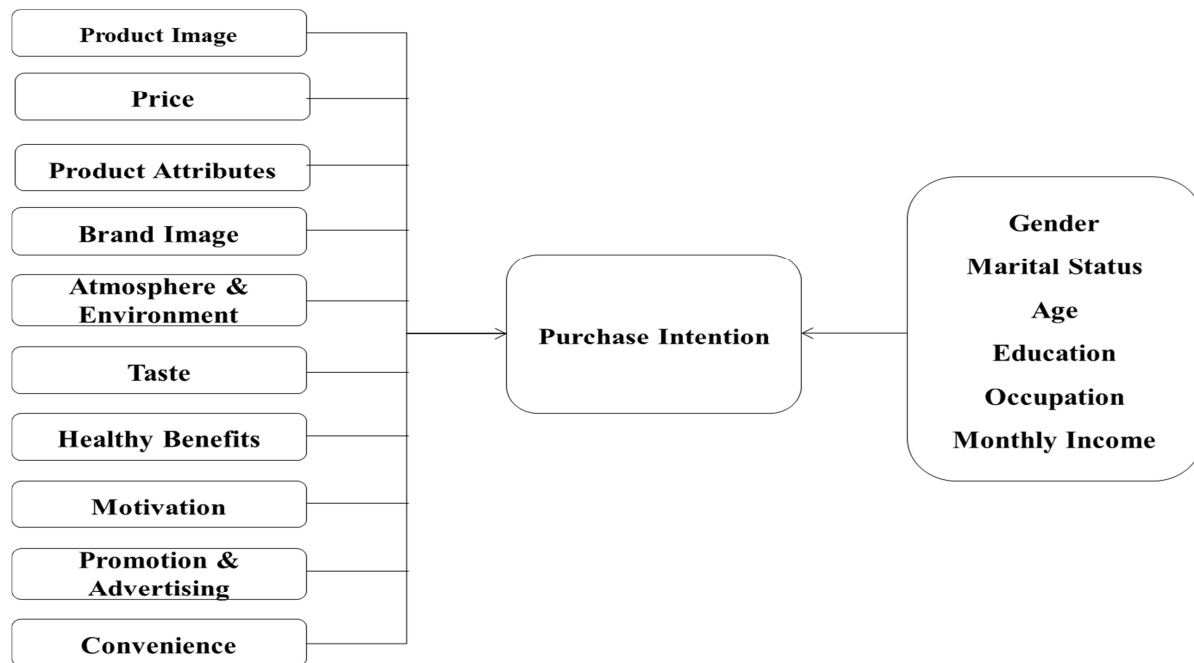 Product Image
Price
Product Attributes
Brand Image
Atmosphere &
Environment
Taste
Healthy Benefits
Motivation
Promotion &
Advertising
Convenience
Purchase Intention
Gender
Marital Status
Age
Education
Occupation
Monthly Income